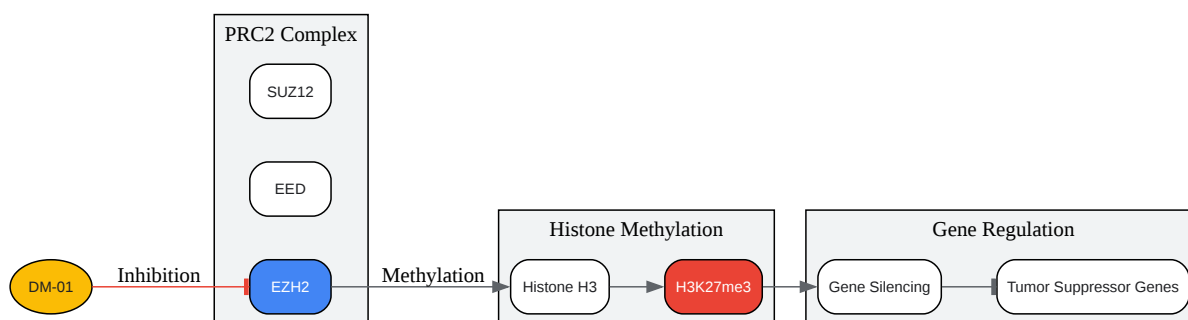 PRC2 Complex
SUZ12
EED
DM-01
Inhibition
EZH2
Methylation
Histone Methylation
Histone H3
H3K27me3
Gene Regulation
Gene Silencing
Tumor Suppressor Genes